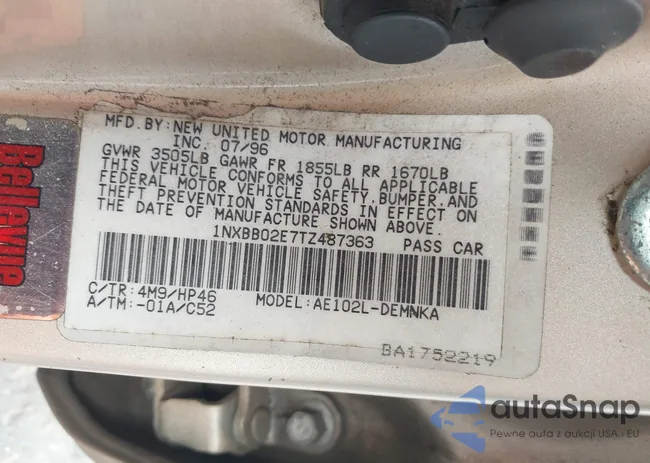 MFD.BY:NEW UNITED MOTOR MANUFACTURING
INC. 07/96
GVWR 3505LB GAWR FR 1855LB RR 1670LB
THIS VEHICLE CONFORMS TO ALL APPLICABLE
FEDERAL MOTOR VEHICLE SAFETY,BUMPER,AND
THEFT PREVENTION STANDARDS IN EFFECT ON
THE DATE OF MANUFACTURE SHOWN ABOVE.
1NXBB02E7TZ487363 PASS CAR
C/TR:4M9/HP46 MODEL:AE102L-DEMNKA
A/TM:-01A/C52
BA1752219
Bellevue
autaSnap
Pewne auta z aukcji USA i EU